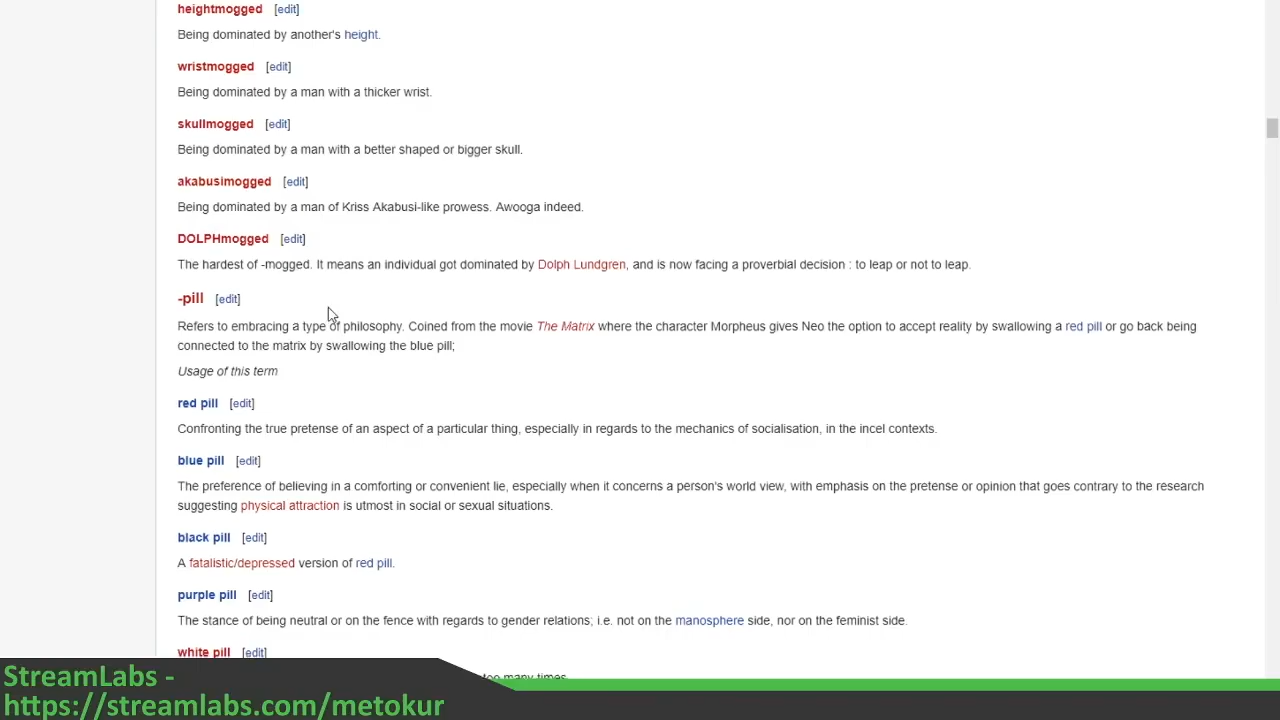 heightmogged [edit]
Being dominated by another's height.
wristmogged [edit]
Being dominated by a man with a thicker wrist.
skullmogged [edit]
Being dominated by a man with a better shaped or bigger skull.
akabusimogged [edit]
Being dominated by a man of Kriss Akabusi-like prowess. Awooga indeed.
DOLPHmogged [edit]
The hardest of -mogged. It means an individual got dominated by Dolph Lundgren, and is now facing a proverbial decision : to leap or not to leap.
-pill [edit]
Refers to embracing a type of philosophy. Coined from the movie The Matrix where the character Morpheus gives Neo the option to accept reality by swallowing a red pill or go back being
connected to the matrix by swallowing the blue pill;
Usage of this term
red pill [edit]
Confronting the true pretense of an aspect of a particular thing, especially in regards to the mechanics of socialisation, in the incel contexts.
blue pill [edit]
The preference of believing in a comforting or convenient lie, especially when it concerns a person's world view, with emphasis on the pretense or opinion that goes contrary to the research
suggesting physical attraction is utmost in social or sexual situations.
black pill [edit]
A fatalistic/depressed version of red pill.
purple pill [edit]
The stance of being neutral or on the fence with regards to gender relations; i.e. not on the manosphere side, nor on the feminist side.
white pill [edit]
too many times.
StreamLabs -
https://streamlabs.com/metokur